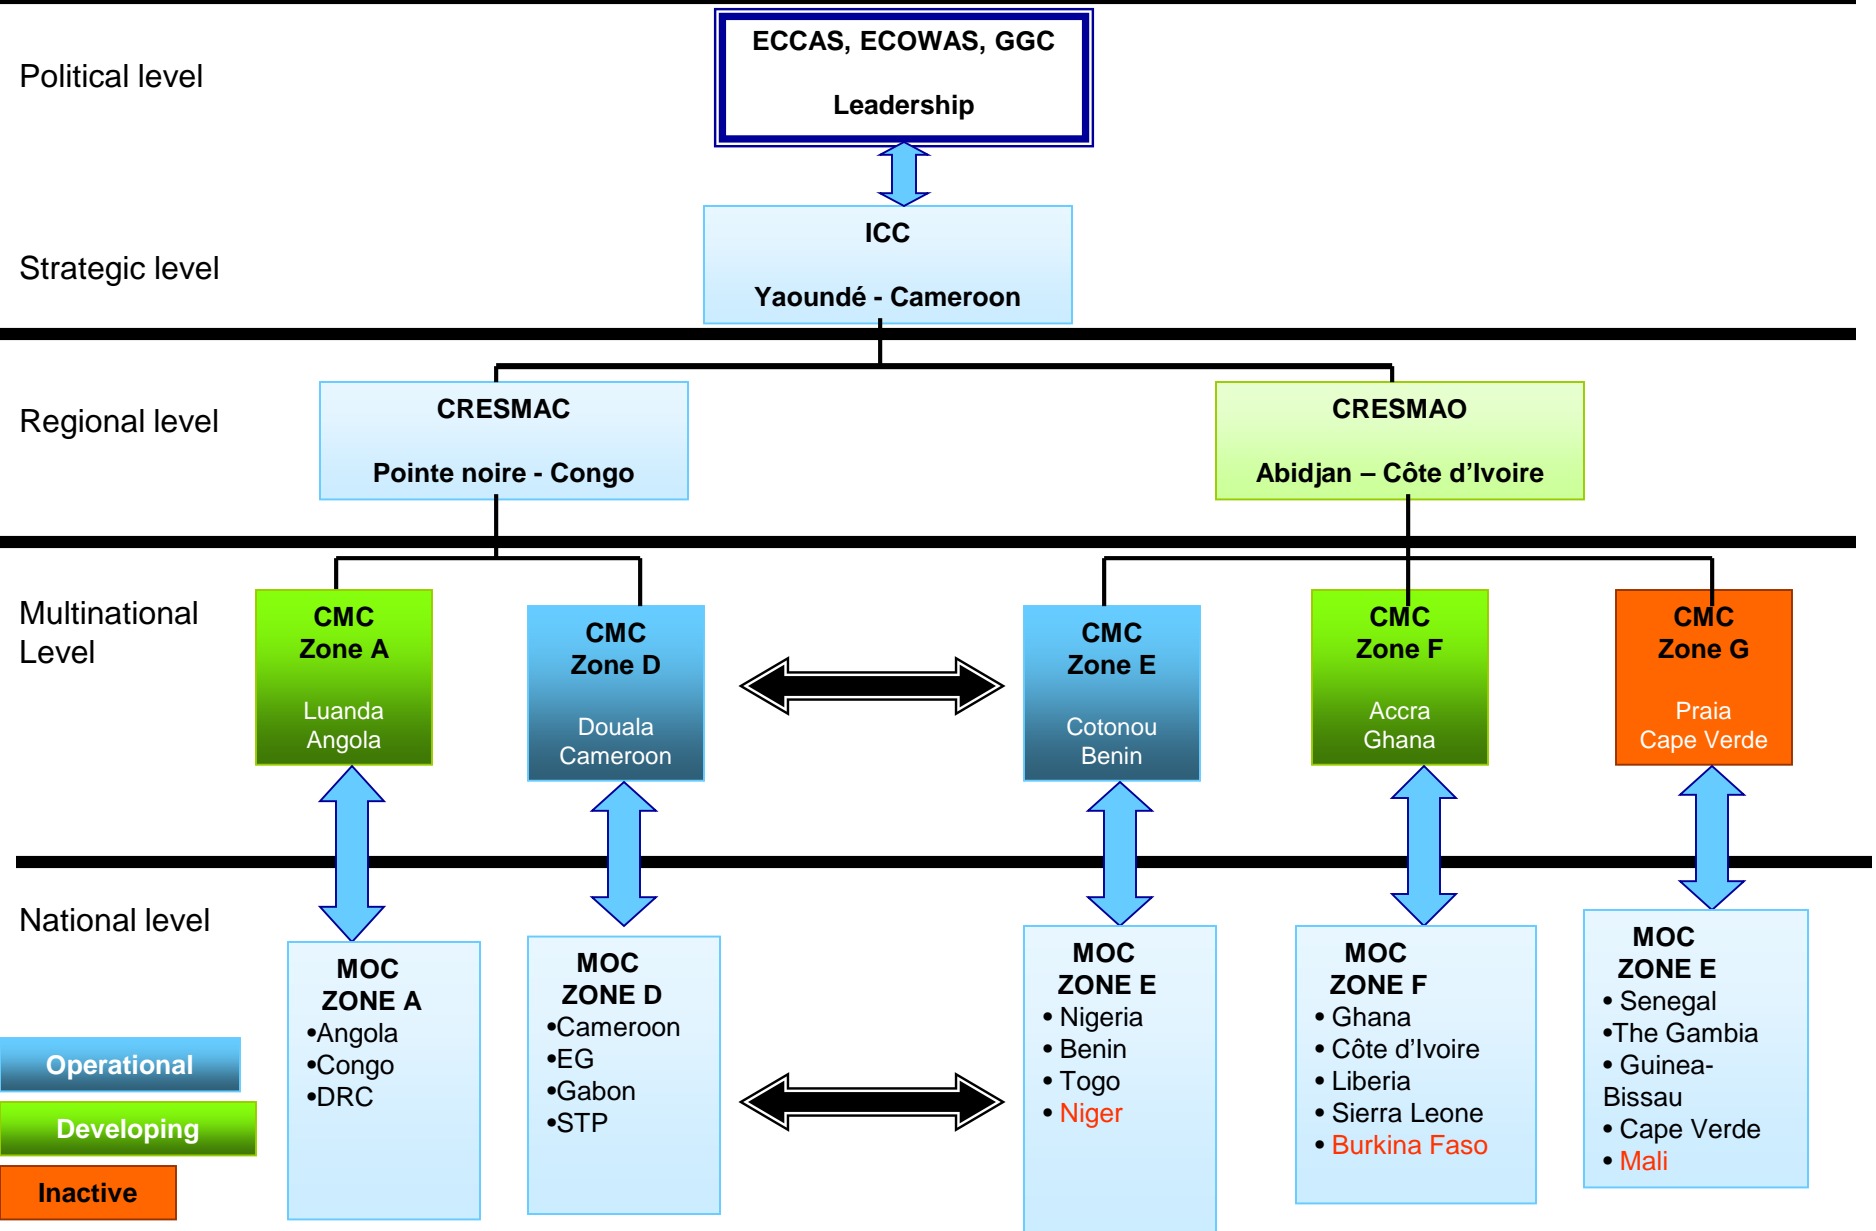 Political level
ECCAS, ECOWAS, GGC
Leadership
Strategic level
ICC
Yaoundé - Cameroon
Regional level
CRESMAC
Pointe noire - Congo
CRESMAO
Abidjan – Côte d'Ivoire
Multinational
Level
CMC
Zone A
Luanda
Angola
CMC
Zone D
Douala
Cameroon
CMC
Zone E
Cotonou
Benin
CMC
Zone F
Accra
Ghana
CMC
Zone G
Praia
Cape Verde
National level
MOC
ZONE A
•Angola
•Congo
•DRC
MOC
ZONE D
•Cameroon
•EG
•Gabon
•STP
MOC
ZONE E
• Nigeria
• Benin
• Togo
• Niger
MOC
ZONE F
• Ghana
• Côte d'Ivoire
• Liberia
• Sierra Leone
• Burkina Faso
MOC
ZONE E
• Senegal
•The Gambia
• Guinea-
Bissau
• Cape Verde
• Mali
Operational
Developing
Inactive